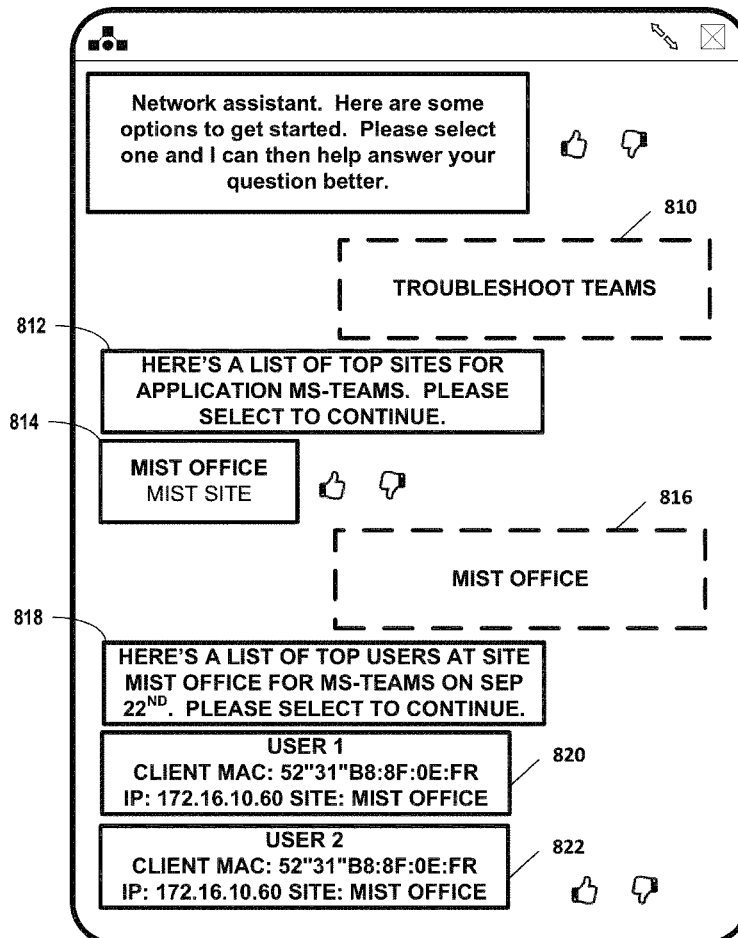 Network assistant. Here are some
options to get started. Please select
one and I can then help answer your
question better.
810
TROUBLESHOOT TEAMS
812
HERE'S A LIST OF TOP SITES FOR
APPLICATION MS-TEAMS. PLEASE
SELECT TO CONTINUE.
814
MIST OFFICE
MIST SITE
816
MIST OFFICE
818
HERE'S A LIST OF TOP USERS AT SITE
MIST OFFICE FOR MS-TEAMS ON SEP
22ND. PLEASE SELECT TO CONTINUE.
USER 1
CLIENT MAC: 52"31"B8:8F:0E:FR
IP: 172.16.10.60 SITE: MIST OFFICE
820
USER 2
CLIENT MAC: 52"31"B8:8F:0E:FR
IP: 172.16.10.60 SITE: MIST OFFICE
822